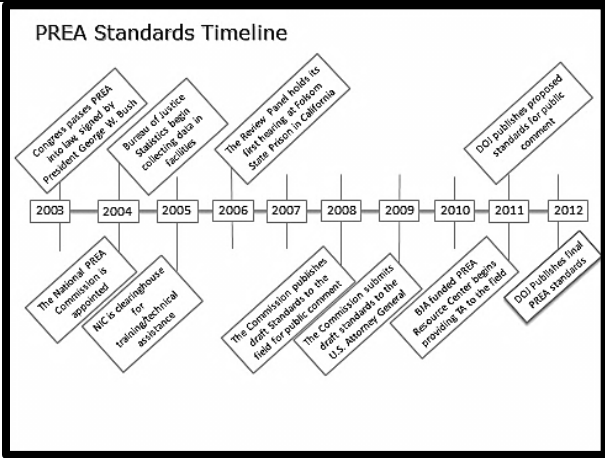 PREA Standards Timeline
Congress passes PREA
into law, signed by
President George W. Bush
Bureau of Justice
Statistics begin
collecting data in
facilities
The Review Panel holds its
first hearing at Folsom
State Prison in California
DOJ publishes proposed
standards for public
comment
2003
2004
2005
2006
2007
2008
2009
2010
2011
2012
The National PREA
Commission is
appointed
NIC is clearinghouse
for
training/technical
assistance
The Commission publishes
draft Standards to the
field for public comment
The Commission submits
draft standards to the
U.S. Attorney General
BJA funded PREA
Resource Center begins
providing TA to the field
DOJ Publishes final
PREA standards